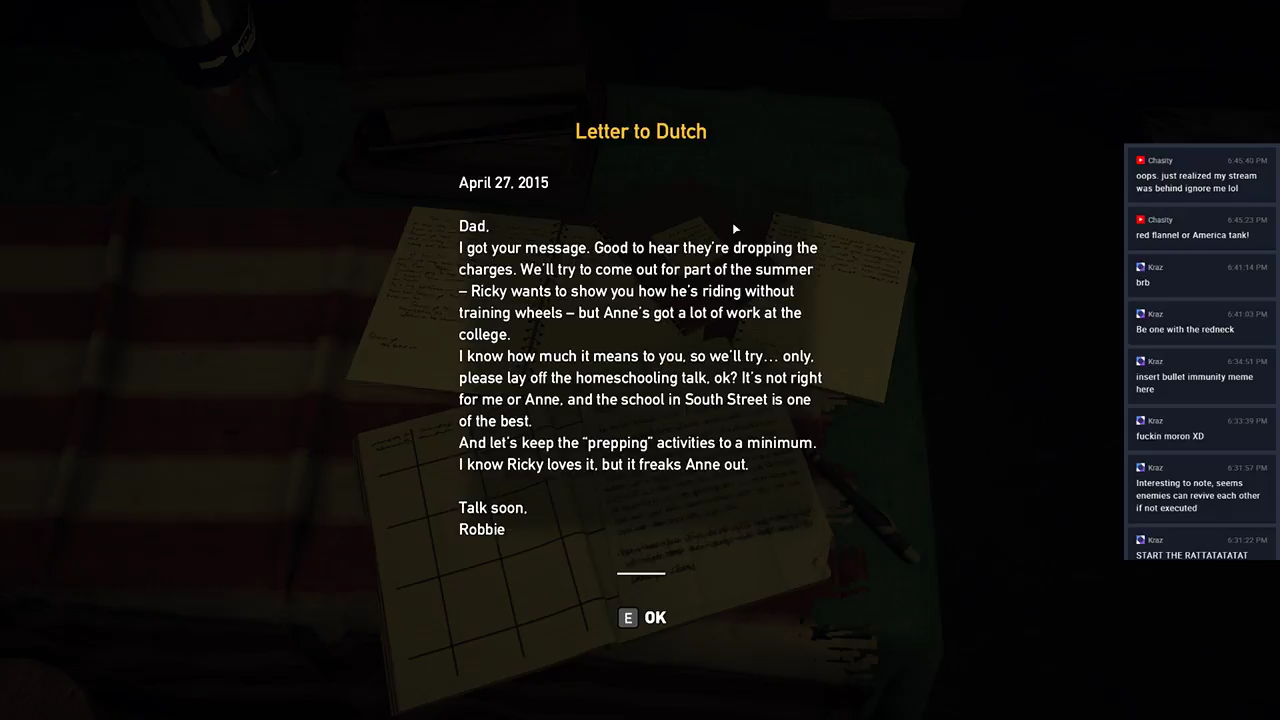 Letter to Dutch
April 27, 2015
Dad,
I got your message. Good to hear they're dropping the
charges. We'll try to come out for part of the summer
– Ricky wants to show you how he's riding without
training wheels – but Anne's got a lot of work at the
college.
I know how much it means to you, so we'll try... only,
please lay off the homeschooling talk, ok? It's not right
for me or Anne, and the school in South Street is one
of the best.
And let's keep the "prepping" activities to a minimum.
I know Ricky loves it, but it freaks Anne out.
Talk soon,
Robbie
E OK
Chasity 6:45:40 PM
oops. just realized my stream
was behind ignore me lol
Chasity 6:45:23 PM
red flannel or America tank!
Kraz 6:41:14 PM
brb
Kraz 6:41:03 PM
Be one with the redneck
Kraz 6:34:51 PM
insert bullet immunity meme
here
Kraz 6:33:39 PM
fuckin moron XD
Kraz 6:31:57 PM
Interesting to note, seems
enemies can revive each other
if not executed
Kraz 6:31:22 PM
START THE RATTATATATAT